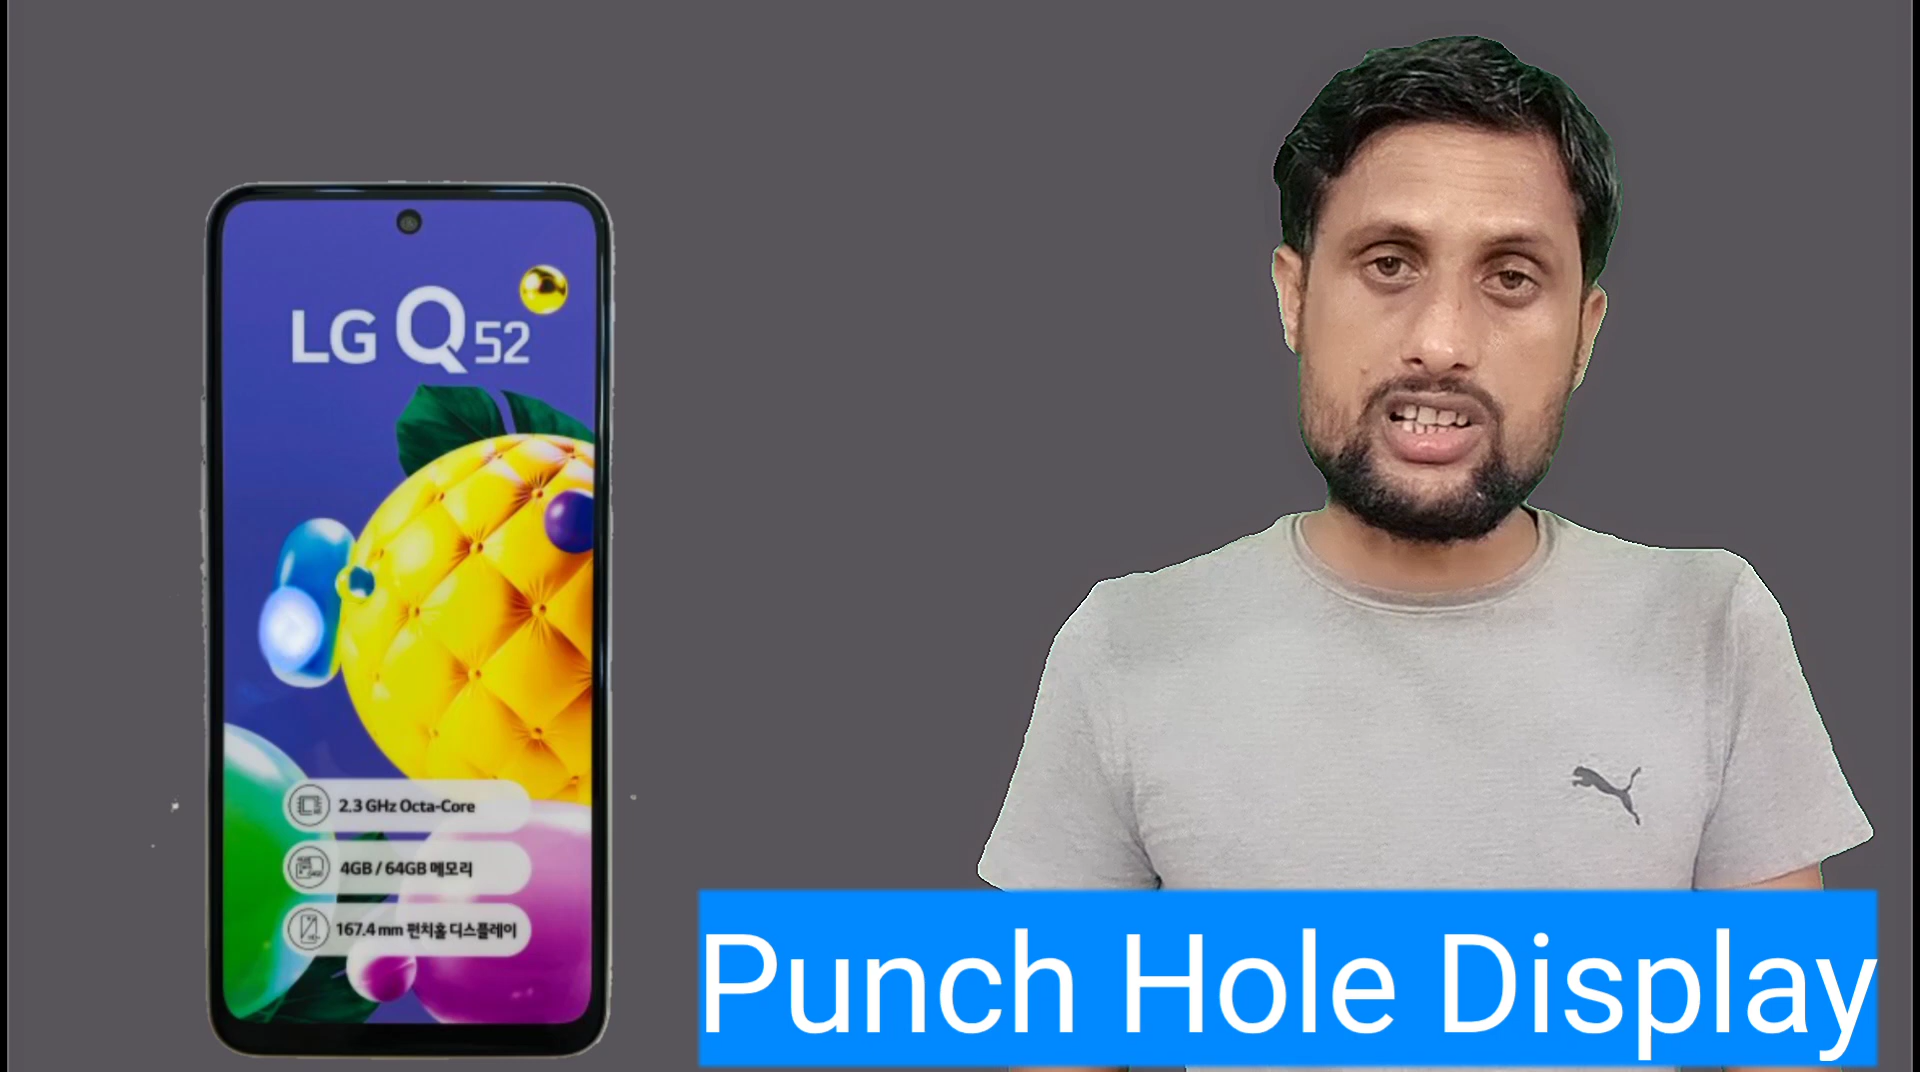 LG Q52
2.3 GHz Octa-Core
4GB / 64GB 메모리
167.4 mm 펀치홀 디스플레이
Punch Hole Display